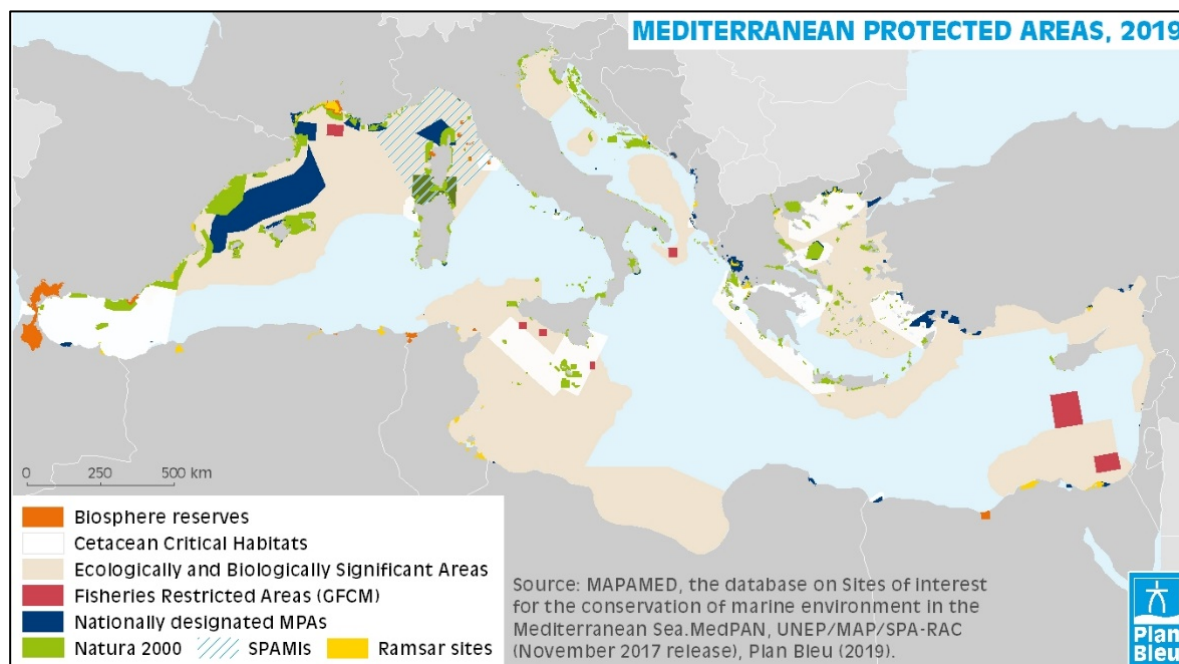 MEDITERRANEAN PROTECTED AREAS, 2019
0 250 500 km
Biosphere reserves
Cetacean Critical Habitats
Ecologically and Biologically Significant Areas
Fisheries Restricted Areas (GFCM)
Nationally designated MPAs
Natura 2000 SPAMIs Ramsar sites
Source: MAPAMED, the database on Sites of interest
for the conservation of marine environment in the
Mediterranean Sea.MedPAN, UNEP/MAP/SPA-RAC
(November 2017 release), Plan Bleu (2019).
Plan
Bleu